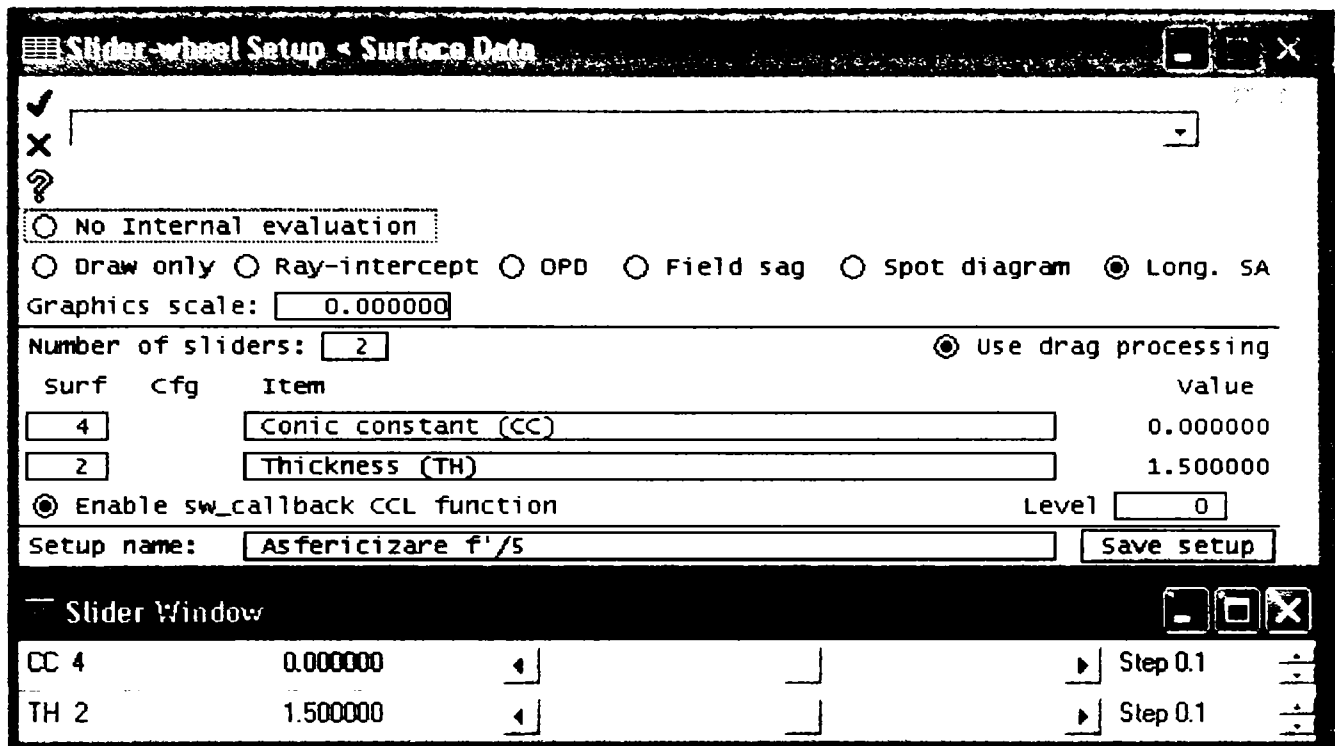 Slider-wheel Setup < Surface Data
No Internal evaluation
Draw only Ray-intercept OPD Field sag Spot diagram Long. SA
Graphics scale: 0.000000
Number of sliders: 2 Use drag processing
Surf Cfg Item Value
4 Conic constant (CC) 0.000000
2 Thickness (TH) 1.500000
Enable sw_callback CCL function Level 0
Setup name: Asfericizare f'/5 Save setup
Slider Window
CC 4 0.000000 Step 0.1
TH 2 1.500000 Step 0.1